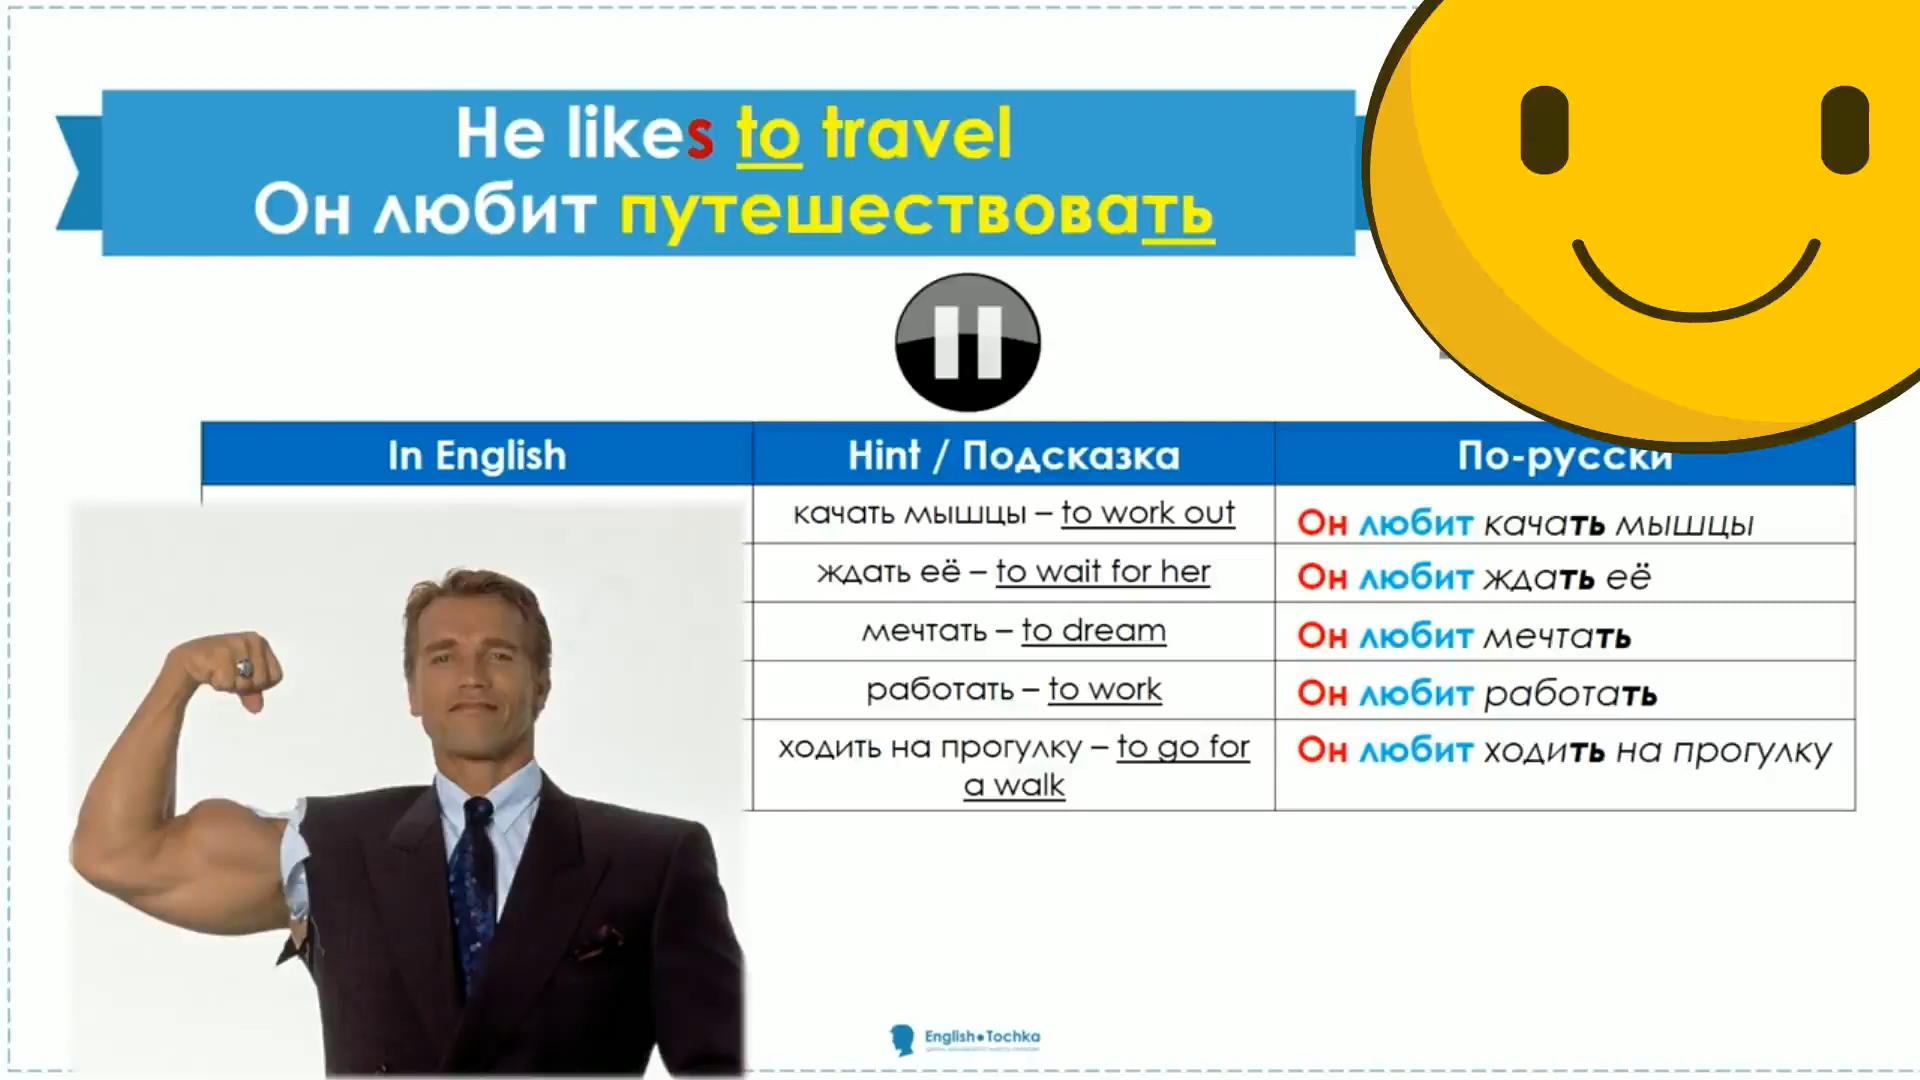 He likes to travel
Он любит путешествовать
In English
Hint / Подсказка
По-русски
качать мышцы – to work out
Он любит качать мышцы
ждать её – to wait for her
Он любит ждать её
мечтать – to dream
Он любит мечтать
работать – to work
Он любит работать
ходить на прогулку – to go for
a walk
Он любит ходить на прогулку
English•Tochka